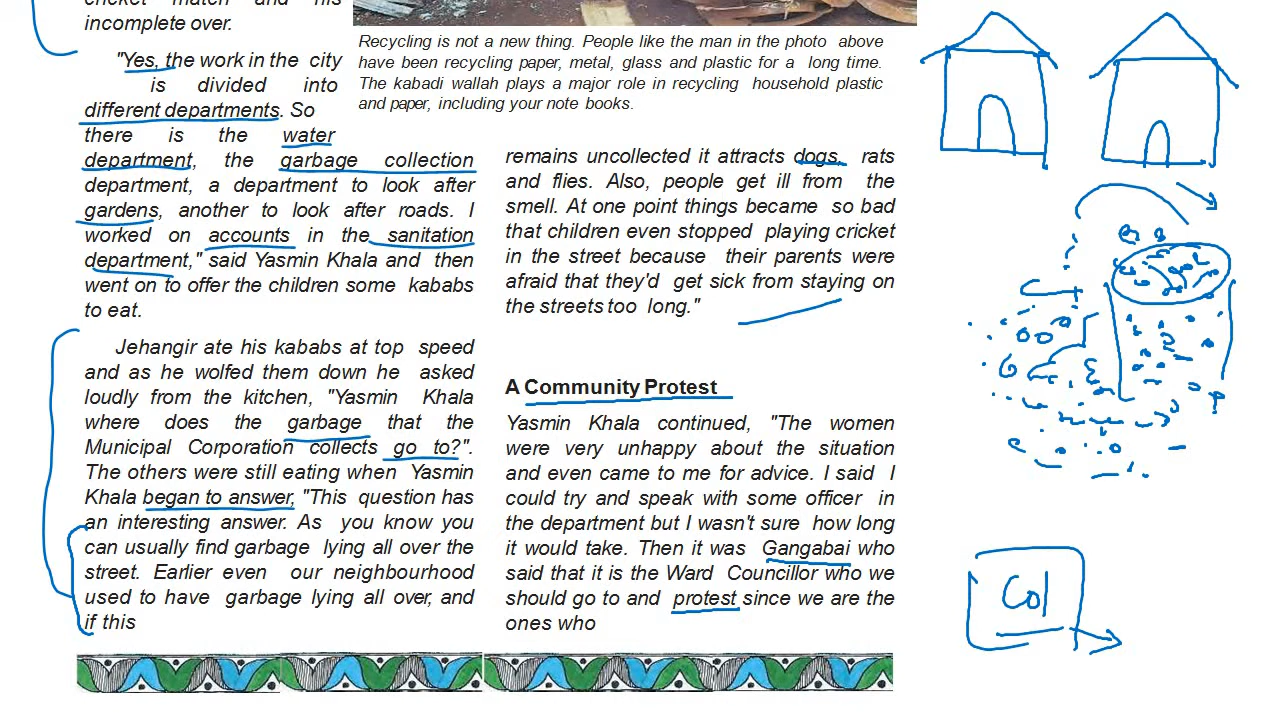 cricket match and his
incomplete over.
"Yes, the work in the city
is divided into
different departments. So
there is the water
department, the garbage collection
department, a department to look after
gardens, another to look after roads. I
worked on accounts in the sanitation
department," said Yasmin Khala and then
went on to offer the children some kababs
to eat.
Jehangir ate his kababs at top speed
and as he wolfed them down he asked
loudly from the kitchen, "Yasmin Khala
where does the garbage that the
Municipal Corporation collects go to?".
The others were still eating when Yasmin
Khala began to answer, "This question has
an interesting answer. As you know you
can usually find garbage lying all over the
street. Earlier even our neighbourhood
used to have garbage lying all over, and
if this
Recycling is not a new thing. People like the man in the photo above
have been recycling paper, metal, glass and plastic for a long time.
The kabadi wallah plays a major role in recycling household plastic
and paper, including your note books.
remains uncollected it attracts dogs, rats
and flies. Also, people get ill from the
smell. At one point things became so bad
that children even stopped playing cricket
in the street because their parents were
afraid that they'd get sick from staying on
the streets too long."
A Community Protest
Yasmin Khala continued, "The women
were very unhappy about the situation
and even came to me for advice. I said I
could try and speak with some officer in
the department but I wasn't sure how long
it would take. Then it was Gangabai who
said that it is the Ward Councillor who we
should go to and protest since we are the
ones who
Col